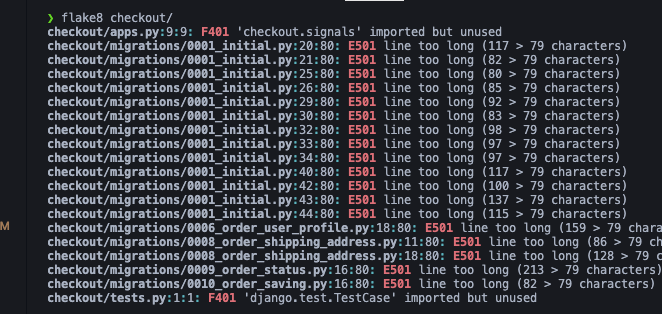 ❯ flake8 checkout/
checkout/apps.py:9:9: F401 'checkout.signals' imported but unused
checkout/migrations/0001_initial.py:20:80: E501 line too long (117 > 79 characters)
checkout/migrations/0001_initial.py:21:80: E501 line too long (82 > 79 characters)
checkout/migrations/0001_initial.py:25:80: E501 line too long (80 > 79 characters)
checkout/migrations/0001_initial.py:26:80: E501 line too long (85 > 79 characters)
checkout/migrations/0001_initial.py:29:80: E501 line too long (92 > 79 characters)
checkout/migrations/0001_initial.py:30:80: E501 line too long (83 > 79 characters)
checkout/migrations/0001_initial.py:32:80: E501 line too long (98 > 79 characters)
checkout/migrations/0001_initial.py:33:80: E501 line too long (97 > 79 characters)
checkout/migrations/0001_initial.py:34:80: E501 line too long (97 > 79 characters)
checkout/migrations/0001_initial.py:40:80: E501 line too long (117 > 79 characters)
checkout/migrations/0001_initial.py:42:80: E501 line too long (100 > 79 characters)
checkout/migrations/0001_initial.py:43:80: E501 line too long (137 > 79 characters)
checkout/migrations/0001_initial.py:44:80: E501 line too long (115 > 79 characters)
M
checkout/migrations/0006_order_user_profile.py:18:80: E501 line too long (159 > 79 chara
checkout/migrations/0008_order_shipping_address.py:11:80: E501 line too long (86 > 79 c
checkout/migrations/0008_order_shipping_address.py:18:80: E501 line too long (128 > 79 c
checkout/migrations/0009_order_status.py:16:80: E501 line too long (213 > 79 characters)
checkout/migrations/0010_order_saving.py:16:80: E501 line too long (82 > 79 characters)
checkout/tests.py:1:1: F401 'django.test.TestCase' imported but unused